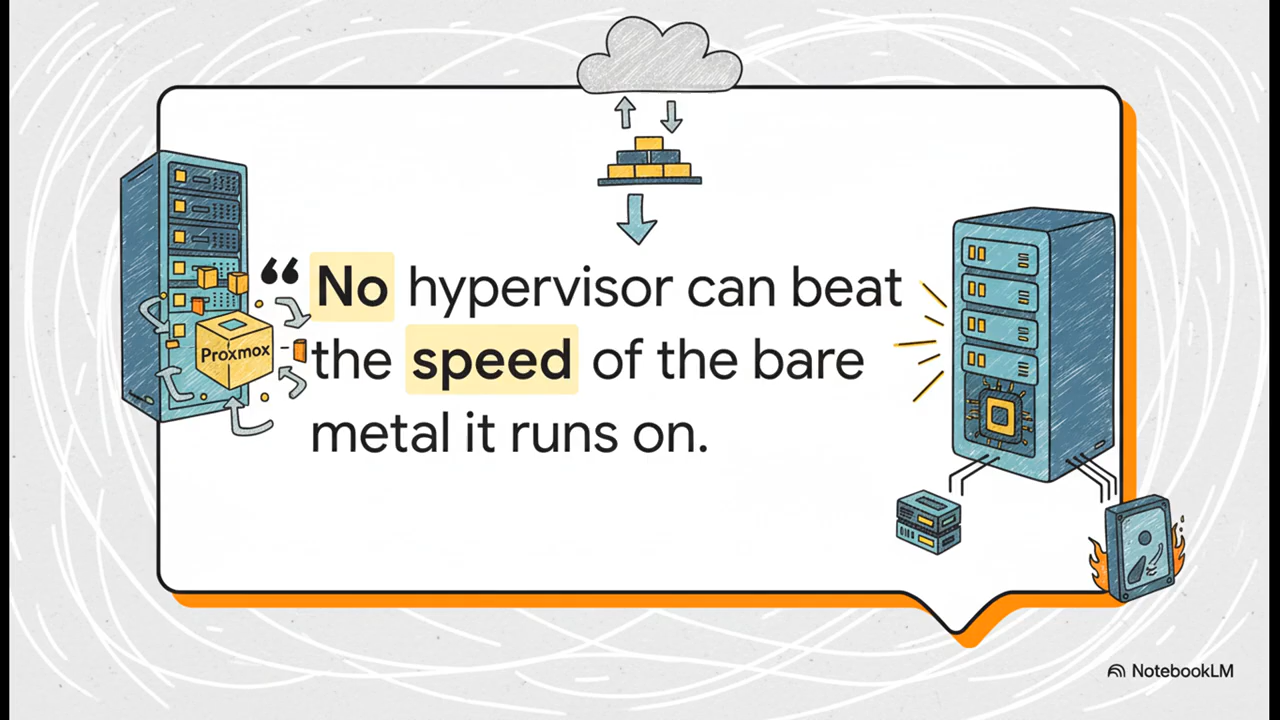 Proxmox
“No hypervisor can beat
the speed of the bare
metal it runs on.
NotebookLM